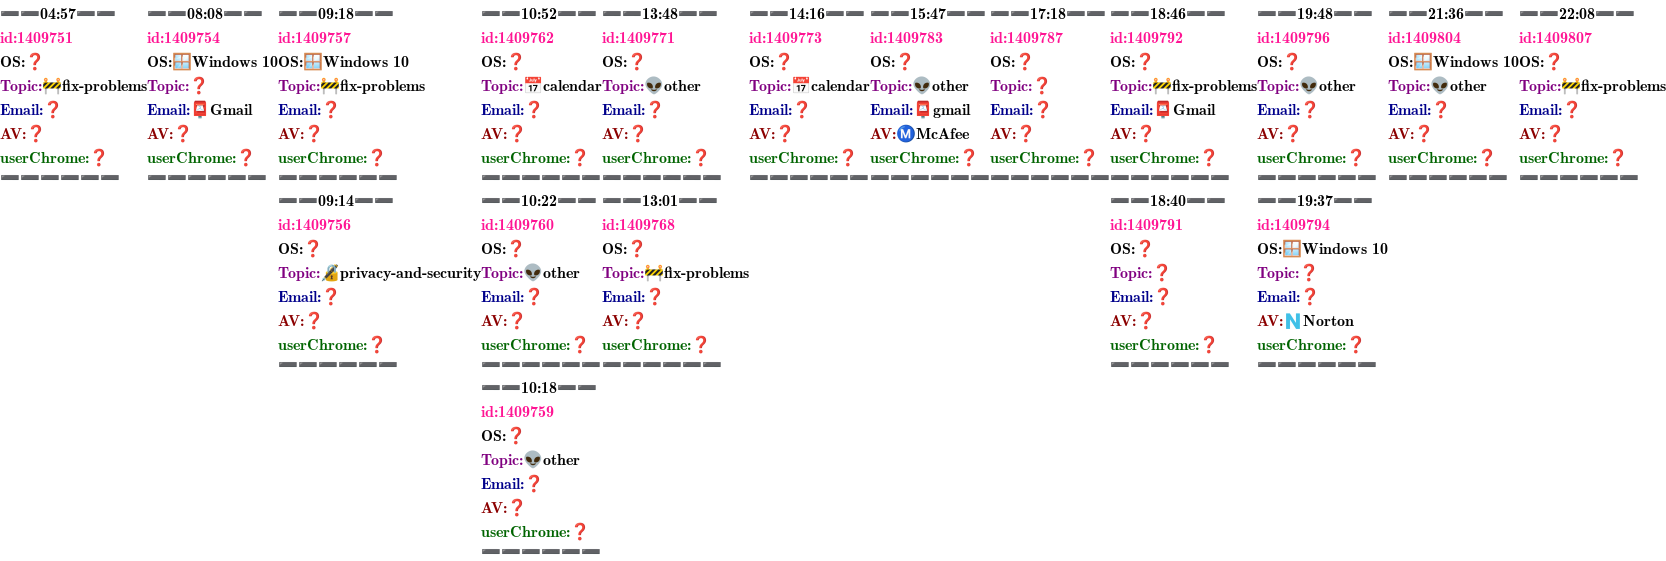 ➖➖04:57➖➖
id:1409751
OS:❓
Topic:🚧fix-problems
Email:❓
AV:❓
userChrome:❓
➖➖➖➖➖➖
➖➖08:08➖➖
id:1409754
OS:🪟Windows 10
Topic:❓
Email:📮Gmail
AV:❓
userChrome:❓
➖➖➖➖➖➖
➖➖09:18➖➖
id:1409757
OS:🪟Windows 10
Topic:🚧fix-problems
Email:❓
AV:❓
userChrome:❓
➖➖➖➖➖➖
➖➖09:14➖➖
id:1409756
OS:❓
Topic:🔏privacy-and-security
Email:❓
AV:❓
userChrome:❓
➖➖➖➖➖➖
➖➖10:52➖➖
id:1409762
OS:❓
Topic:📅calendar
Email:❓
AV:❓
userChrome:❓
➖➖➖➖➖➖
➖➖10:22➖➖
id:1409760
OS:❓
Topic:👽other
Email:❓
AV:❓
userChrome:❓
➖➖➖➖➖➖
➖➖10:18➖➖
id:1409759
OS:❓
Topic:👽other
Email:❓
AV:❓
userChrome:❓
➖➖➖➖➖➖
➖➖13:48➖➖
id:1409771
OS:❓
Topic:👽other
Email:❓
AV:❓
userChrome:❓
➖➖➖➖➖➖
➖➖13:01➖➖
id:1409768
OS:❓
Topic:🚧fix-problems
Email:❓
AV:❓
userChrome:❓
➖➖➖➖➖➖
➖➖14:16➖➖
id:1409773
OS:❓
Topic:📅calendar
Email:❓
AV:❓
userChrome:❓
➖➖➖➖➖➖
➖➖15:47➖➖
id:1409783
OS:❓
Topic:👽other
Email:📮gmail
AV:Ⓜ️McAfee
userChrome:❓
➖➖➖➖➖➖
➖➖17:18➖➖
id:1409787
OS:❓
Topic:❓
Email:❓
AV:❓
userChrome:❓
➖➖➖➖➖➖
➖➖18:46➖➖
id:1409792
OS:❓
Topic:🚧fix-problems
Email:📮Gmail
AV:❓
userChrome:❓
➖➖➖➖➖➖
➖➖18:40➖➖
id:1409791
OS:❓
Topic:❓
Email:❓
AV:❓
userChrome:❓
➖➖➖➖➖➖
➖➖19:48➖➖
id:1409796
OS:❓
Topic:👽other
Email:❓
AV:❓
userChrome:❓
➖➖➖➖➖➖
➖➖19:37➖➖
id:1409794
OS:🪟Windows 10
Topic:❓
Email:❓
AV:🇳Norton
userChrome:❓
➖➖➖➖➖➖
➖➖21:36➖➖
id:1409804
OS:🪟Windows 10
Topic:👽other
Email:❓
AV:❓
userChrome:❓
➖➖➖➖➖➖
➖➖22:08➖➖
id:1409807
OS:❓
Topic:🚧fix-problems
Email:❓
AV:❓
userChrome:❓
➖➖➖➖➖➖